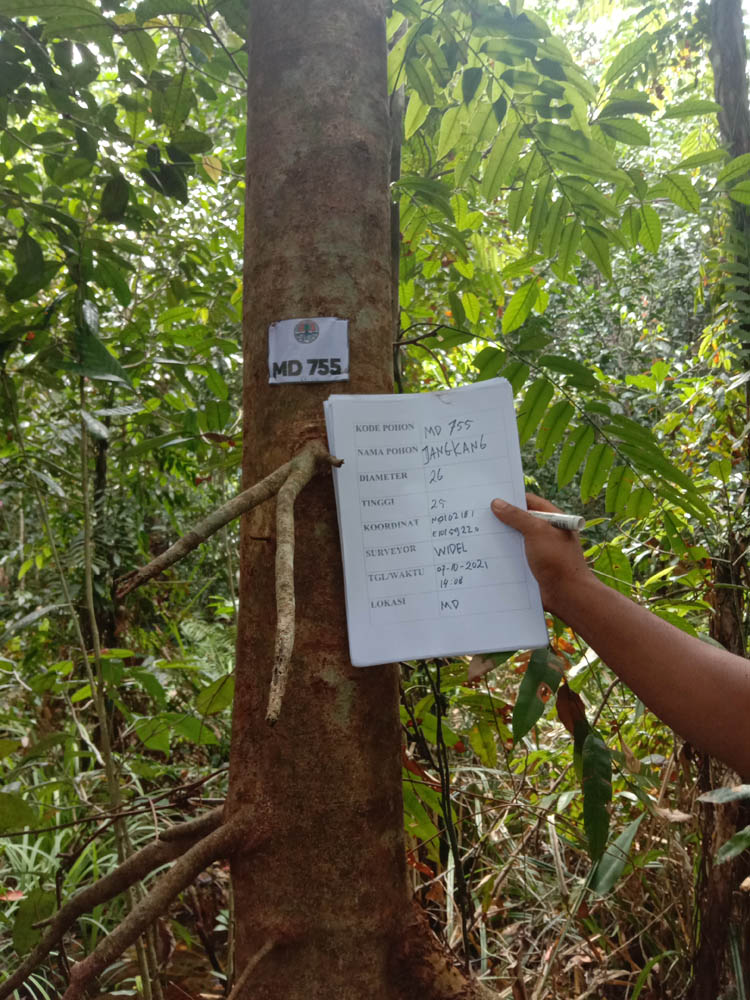 MD 755
KODE POHON MD 755
NAMA POHON JANGKANG
DIAMETER 26
TINGGI 25
KOORDINAT N0102181
E10159220
SURVEYOR WIDEL
TGL/WAKTU 07-10-2021
14:08
LOKASI MD